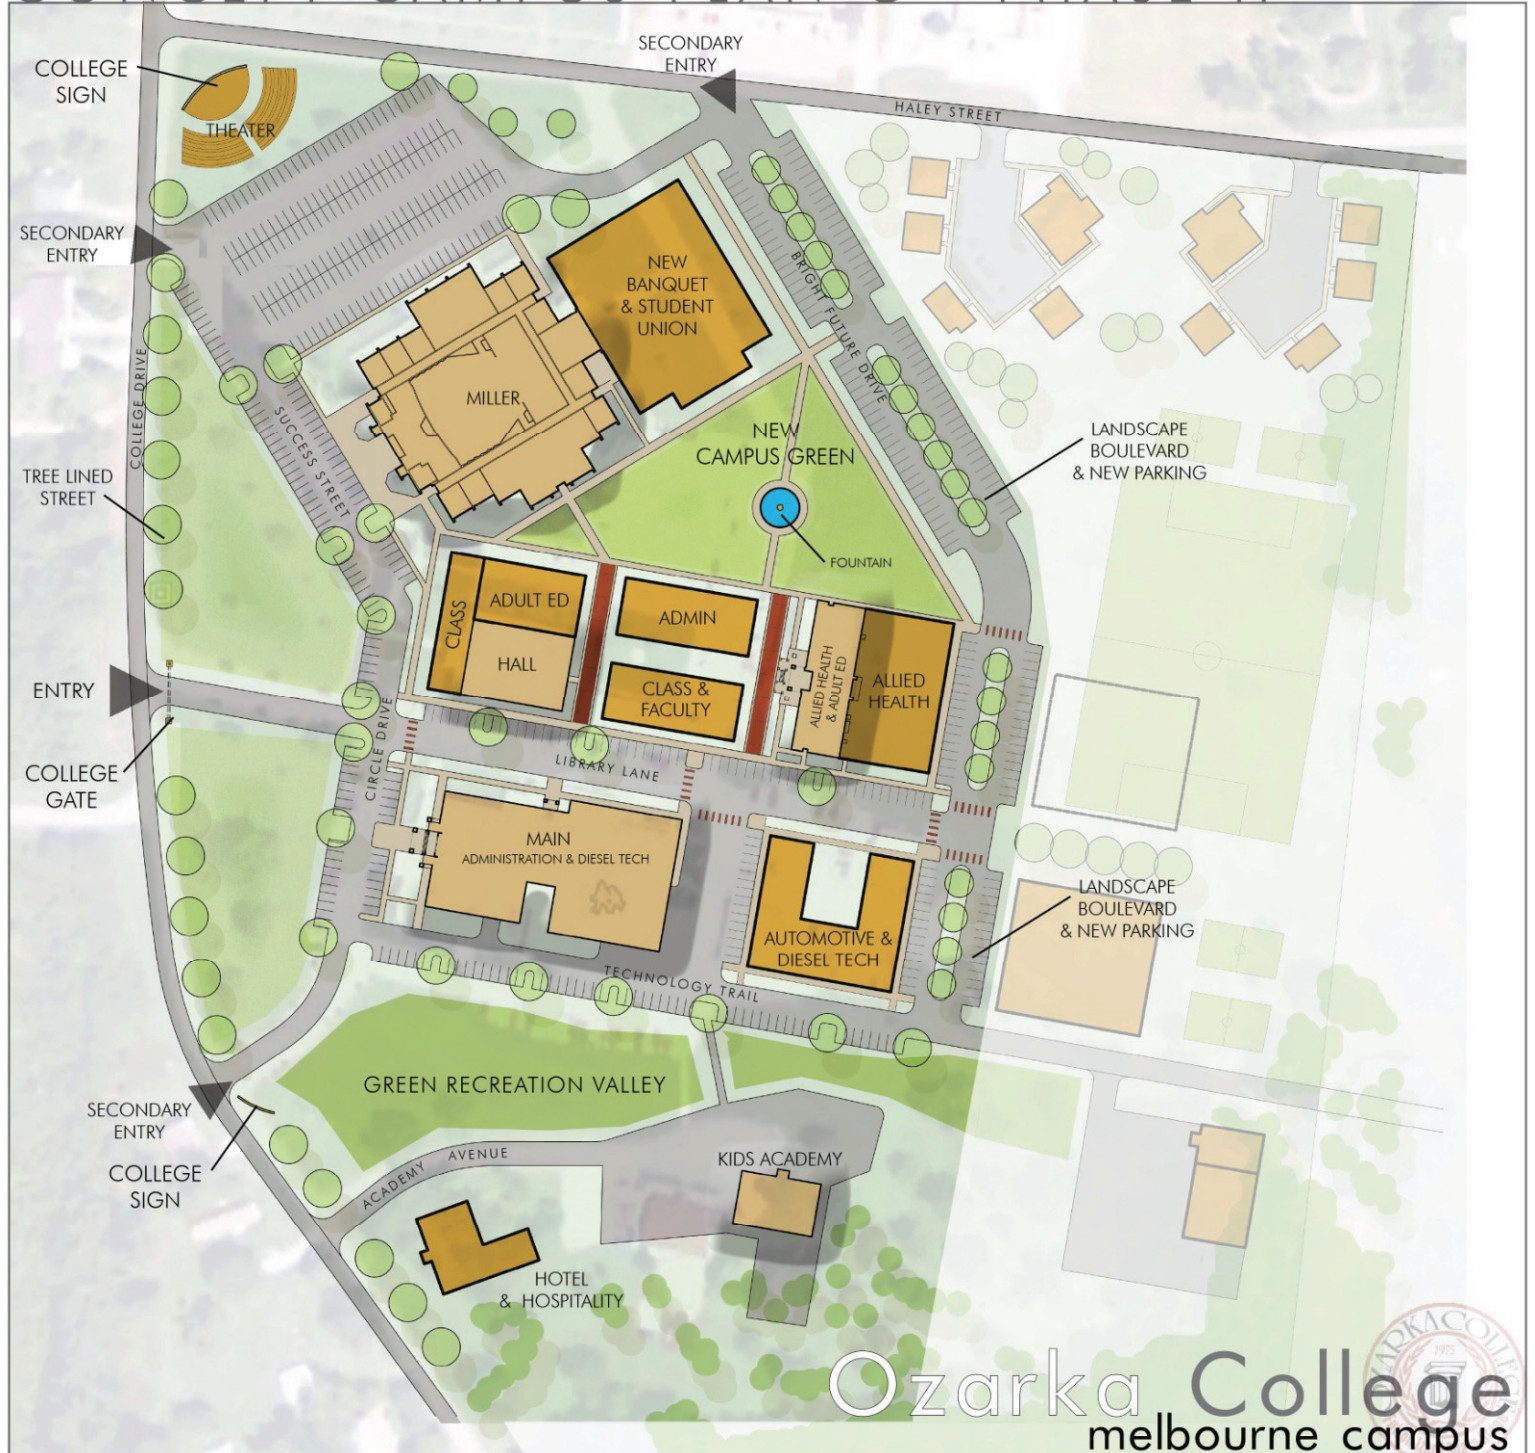 SECONDARY
ENTRY
COLLEGE
SIGN
THEATER
HALEY STREET
SECONDARY
ENTRY
NEW
BANQUET
& STUDENT
UNION
BRIGHT FUTURE DRIVE
COLLEGE DRIVE
MILLER
SUCCESS STREET
NEW
CAMPUS GREEN
LANDSCAPE
BOULEVARD
& NEW PARKING
TREE LINED
STREET
FOUNTAIN
CLASS
ADULT ED
HALL
ADMIN
CLASS &
FACULTY
ALLIED HEALTH
& ADULT ED
ALLIED
HEALTH
ENTRY
CIRCLE DRIVE
LIBRARY LANE
COLLEGE
GATE
MAIN
ADMINISTRATION & DIESEL TECH
LANDSCAPE
BOULEVARD
& NEW PARKING
AUTOMOTIVE &
DIESEL TECH
TECHNOLOGY TRAIL
GREEN RECREATION VALLEY
SECONDARY
ENTRY
COLLEGE
SIGN
ACADEMY AVENUE
KIDS ACADEMY
HOTEL
& HOSPITALITY
Ozarka College
melbourne campus
1975